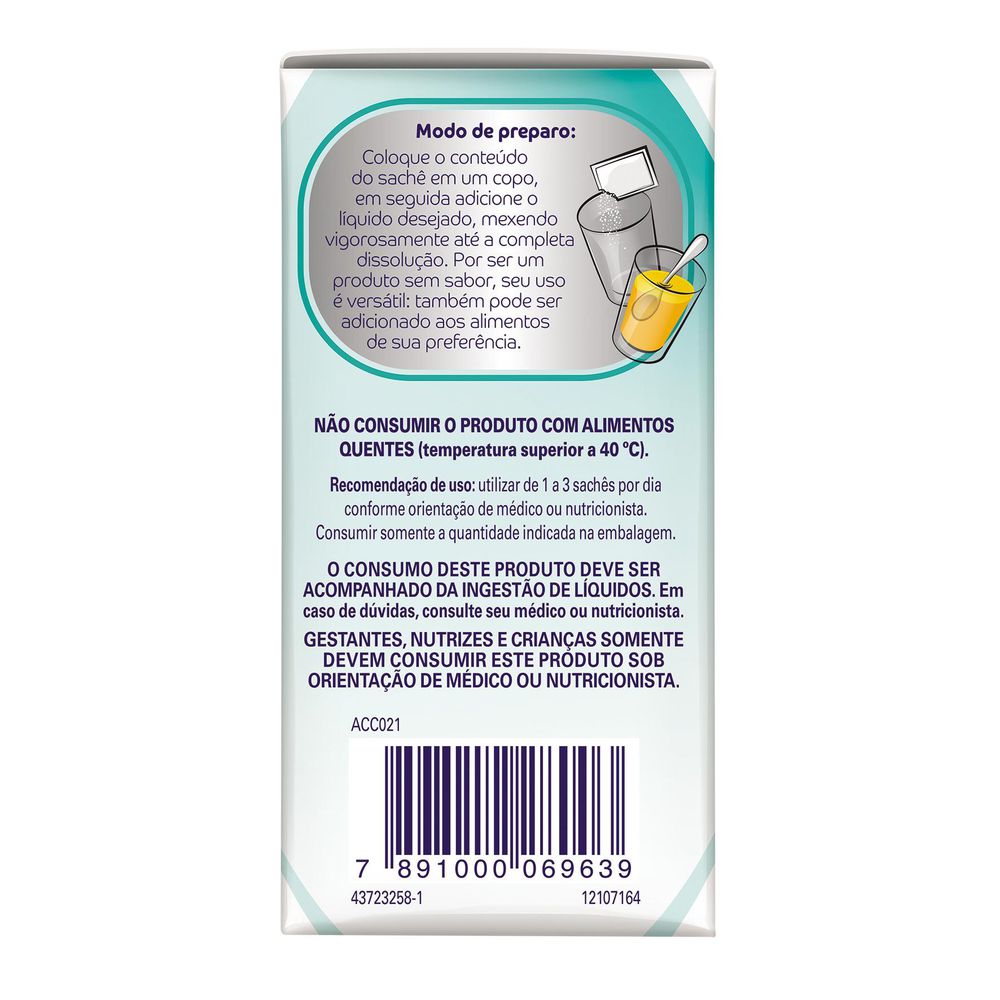 Modo de preparo:
Coloque o conteúdo
do sachê em um copo,
em seguida adicione o
líquido desejado, mexendo
vigorosamente até a completa
dissolução. Por ser um
produto sem sabor, seu uso
é versátil: também pode ser
adicionado aos alimentos
de sua preferência.
NÃO CONSUMIR O PRODUTO COM ALIMENTOS
QUENTES (temperatura superior a 40 ºC).
Recomendação de uso: utilizar de 1 a 3 sachês por dia
conforme orientação de médico ou nutricionista.
Consumir somente a quantidade indicada na embalagem.
O CONSUMO DESTE PRODUTO DEVE SER
ACOMPANHADO DA INGESTÃO DE LÍQUIDOS. Em
caso de dúvidas, consulte seu médico ou nutricionista.
GESTANTES, NUTRIZES E CRIANÇAS SOMENTE
DEVEM CONSUMIR ESTE PRODUTO SOB
ORIENTAÇÃO DE MÉDICO OU NUTRICIONISTA.
ACC021
7 891000 069639
43723258-1 12107164